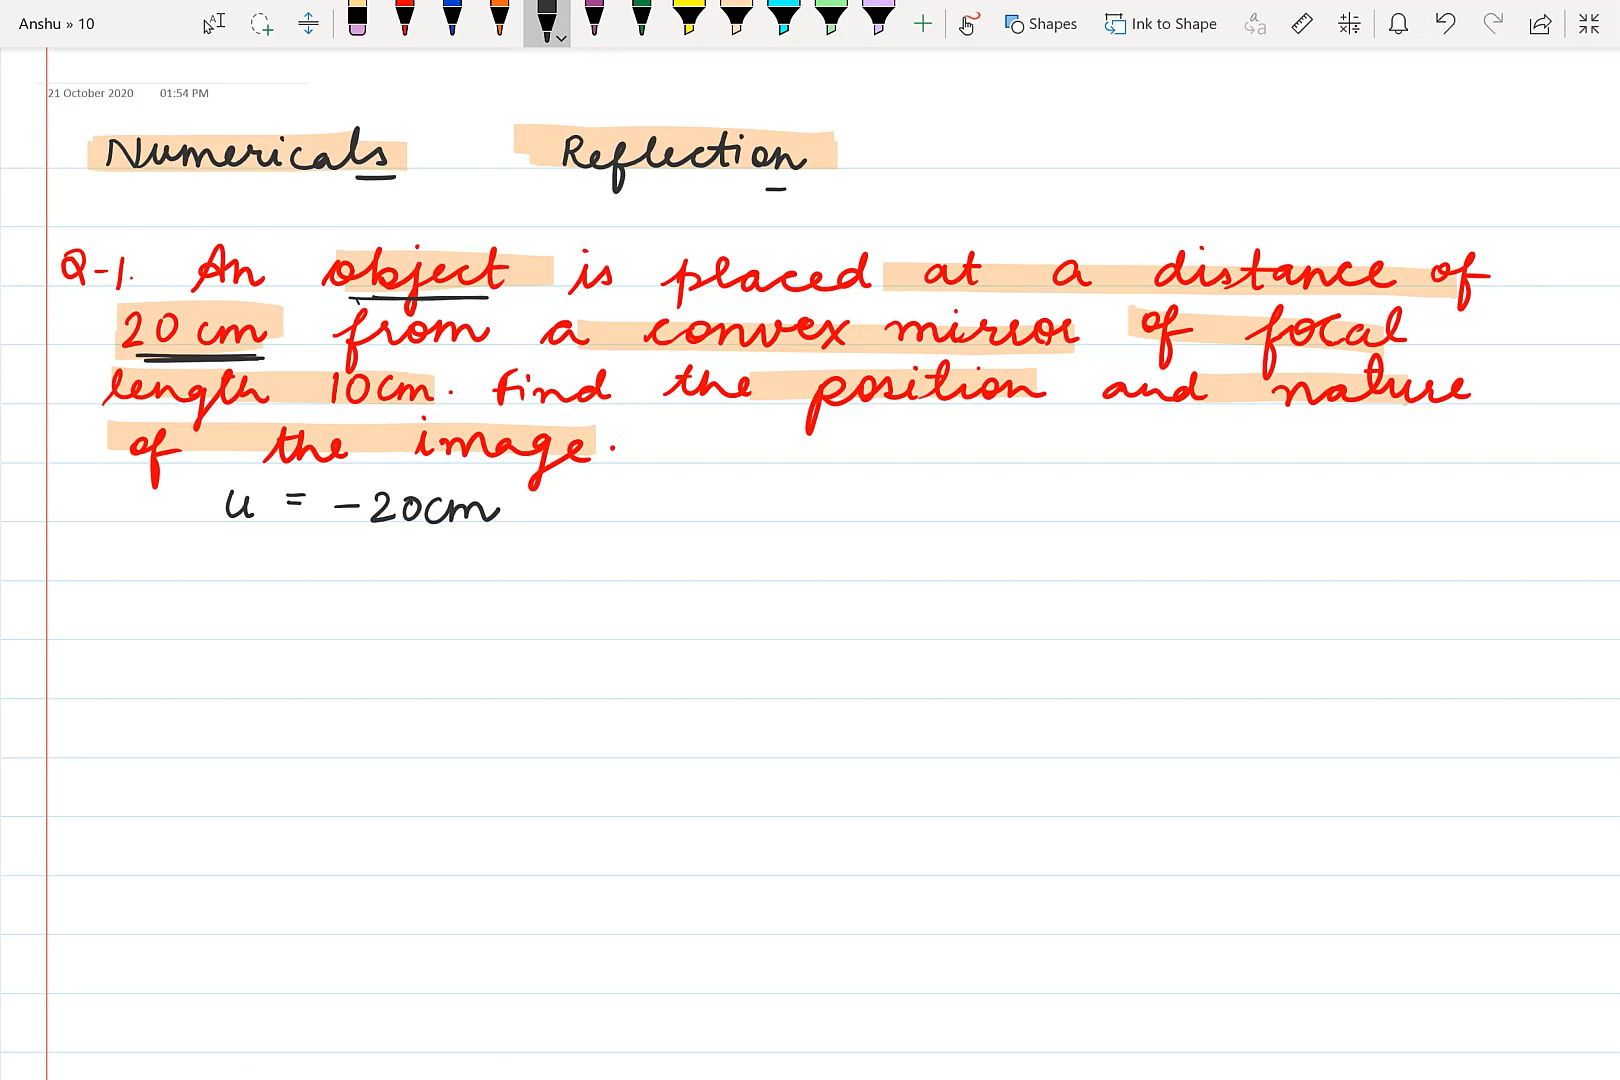 Anshu » 10
Shapes
Ink to Shape
21 October 2020 01:54 PM
Numericals Reflection
Q-1. An object is placed at a distance of
20 cm from a convex mirror of focal
length 10cm. find the position and nature
of the image.
u = -20cm